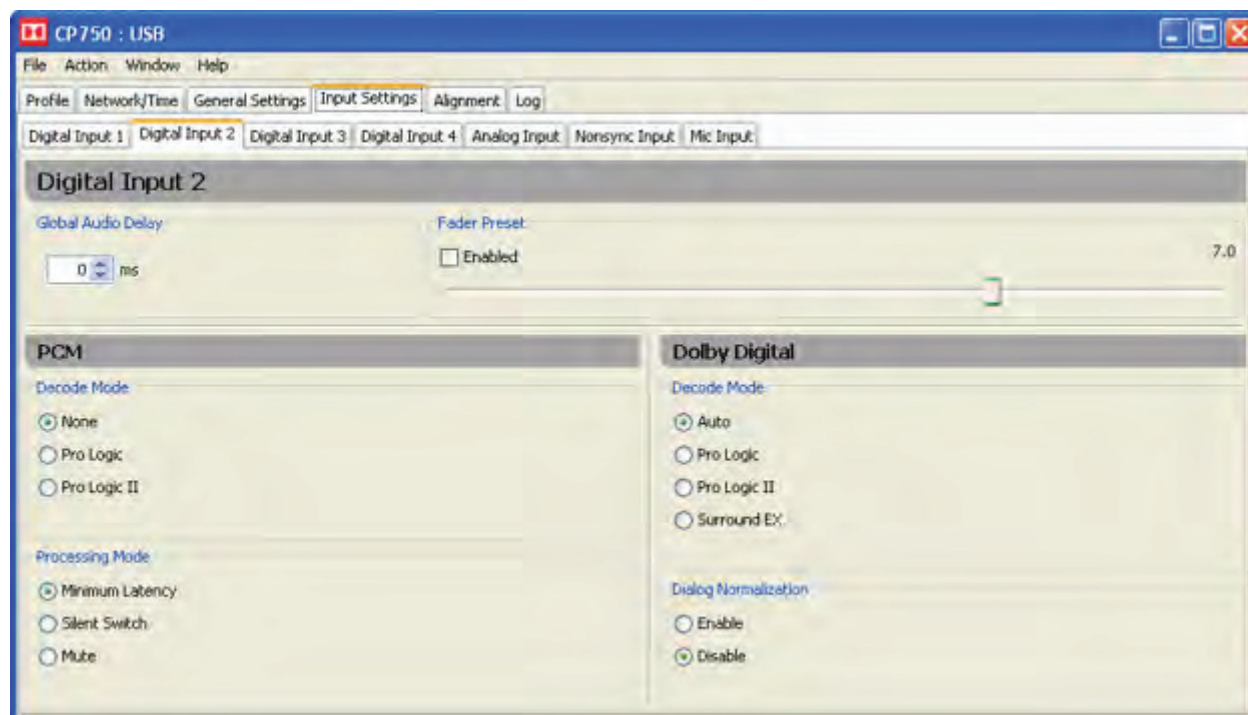 CP750 : USB
File Action Window Help
Profile Network/Time General Settings Input Settings Alignment Log
Digital Input 1 Digital Input 2 Digital Input 3 Digital Input 4 Analog Input Nonsync Input Mic Input
Digital Input 2
Global Audio Delay Fader Preset
0 ms Enabled 7.0
PCM
Decode Mode
None
Pro Logic
Pro Logic II
Processing Mode
Minimum Latency
Silent Switch
Mute
Dolby Digital
Decode Mode
Auto
Pro Logic
Pro Logic II
Surround EX
Dialog Normalization
Enable
Disable